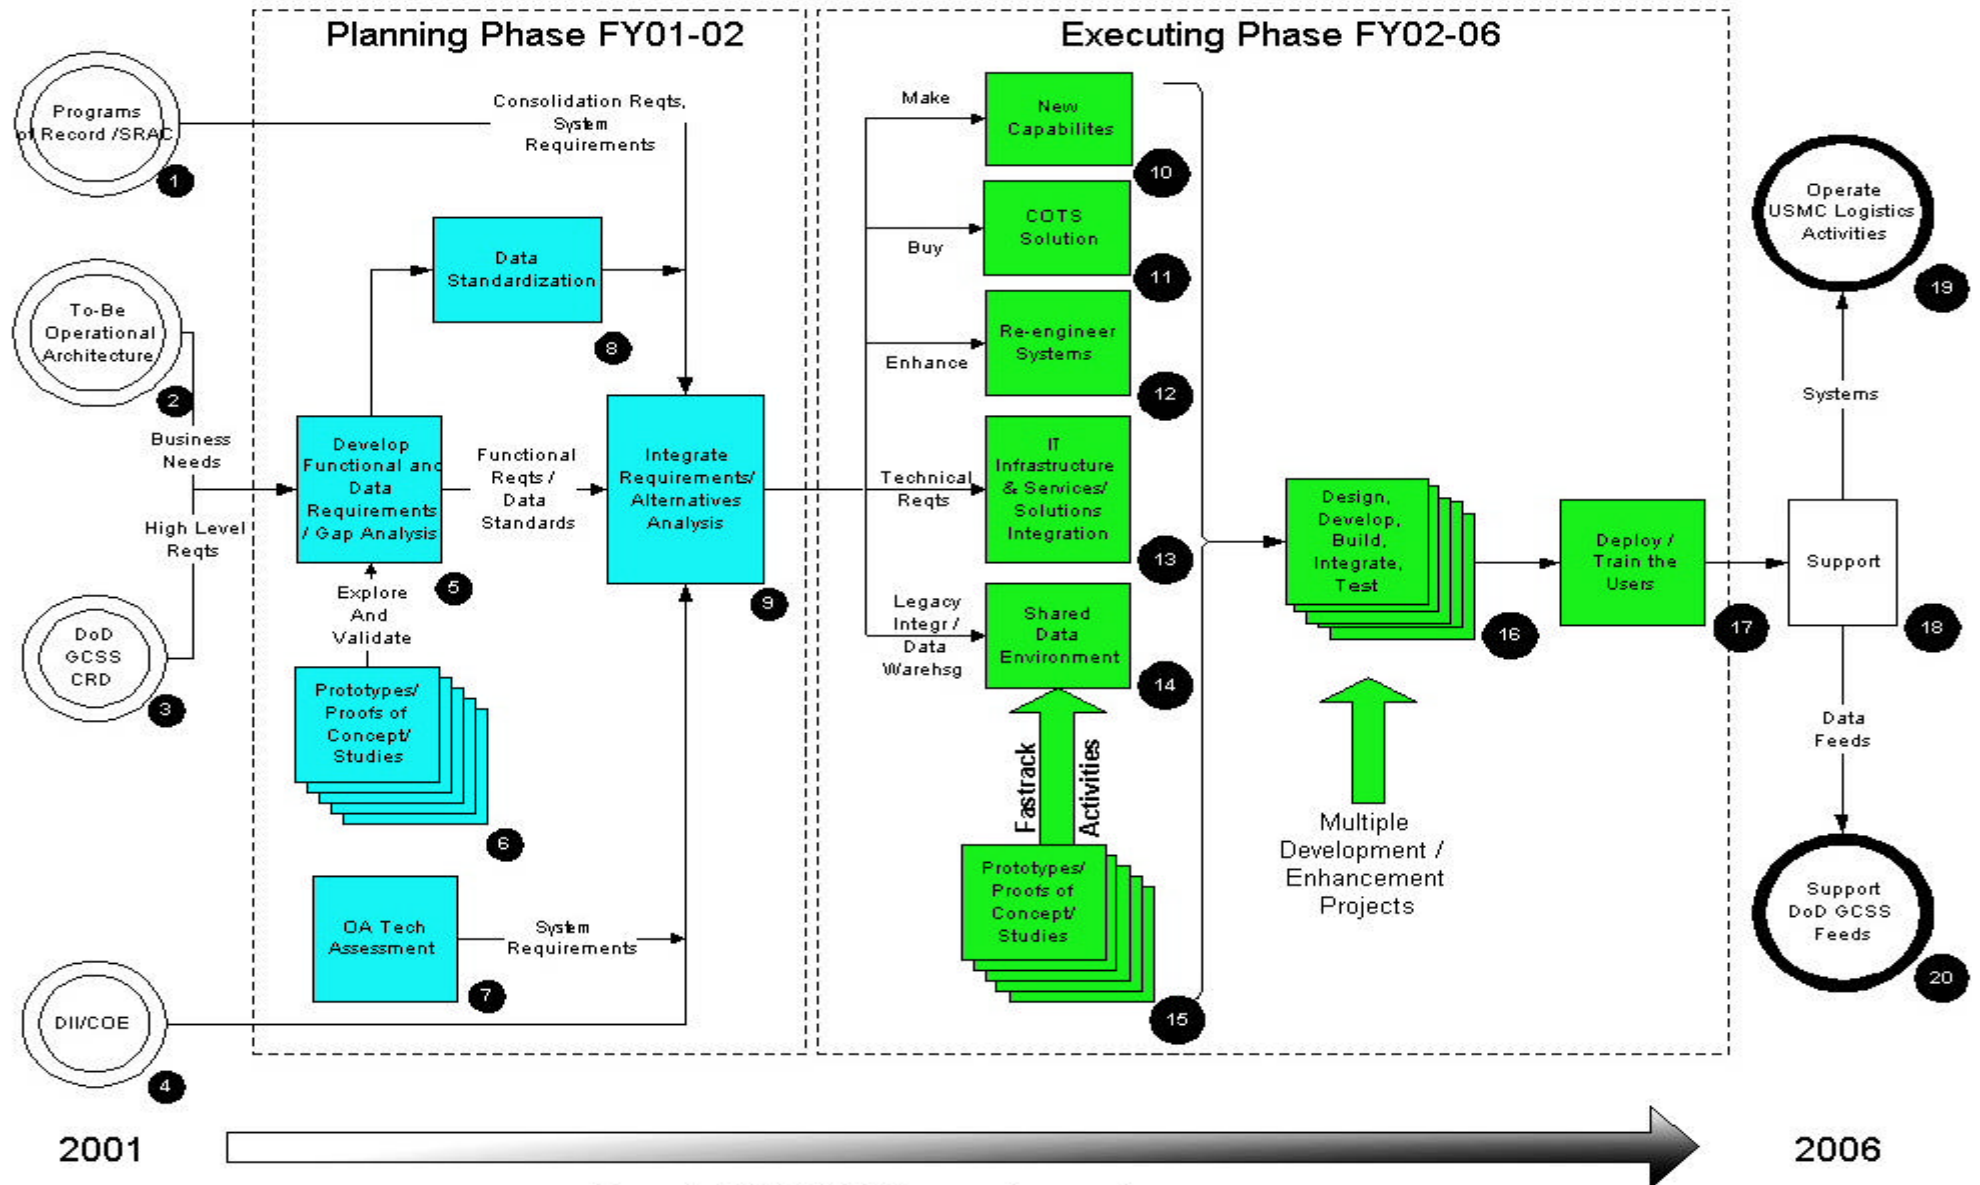 Planning Phase FY01-02
Executing Phase FY02-06
Programs
of Record /SRAC
1
Consolidation Reqts,
System
Requirements
To-Be
Operational
Architecture
2
Business
Needs
High Level
Reqts
DoD
GCSS
CRD
3
DII/COE
4
Data
Standardization
8
Develop
Functional and
Data
Requirements
/ Gap Analysis
5
Functional
Reqts /
Data
Standards
Integrate
Requirements/
Alternatives
Analysis
9
Explore
And
Validate
Prototypes/
Proofs of
Concept/
Studies
6
OA Tech
Assessment
7
System
Requirements
Make
New
Capabilites
10
Buy
COTS
Solution
11
Enhance
Re-engineer
Systems
12
Technical
Reqts
IT
Infrastructure
& Services/
Solutions
Integration
13
Legacy
Integr /
Data
Warehsg
Shared
Data
Environment
14
Fastrack
Activities
Prototypes/
Proofs of
Concept/
Studies
15
Design,
Develop,
Build,
Integrate,
Test
16
Multiple
Development /
Enhancement
Projects
Deploy /
Train the
Users
17
Support
18
Systems
Operate
USMC Logistics
Activities
19
Data
Feeds
Support
DoD GCSS
Feeds
20
2001
2006